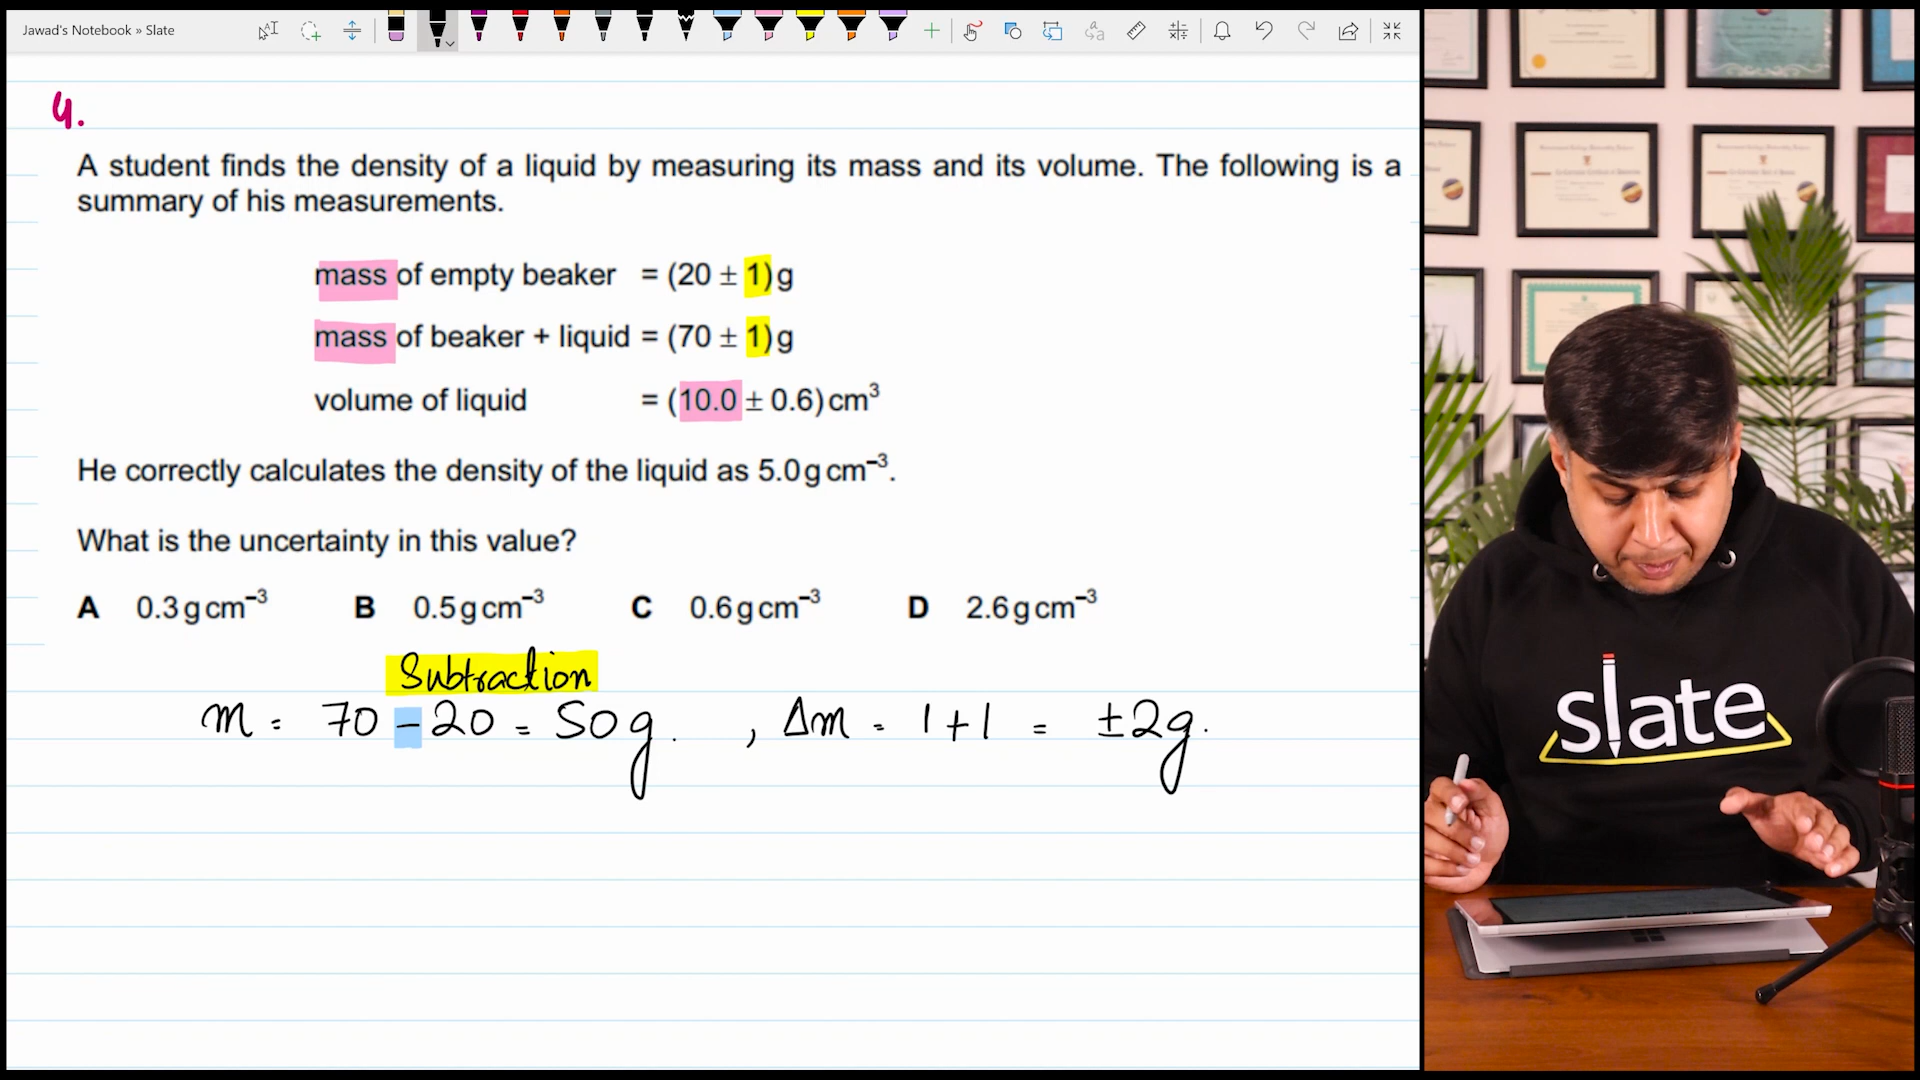 Jawad's Notebook » Slate
4.
A student finds the density of a liquid by measuring its mass and its volume. The following is a
summary of his measurements.
mass of empty beaker = (20 ± 1) g
mass of beaker + liquid = (70 ± 1) g
volume of liquid = (10.0 ± 0.6) cm³
He correctly calculates the density of the liquid as 5.0 g cm⁻³.
What is the uncertainty in this value?
A 0.3 g cm⁻³ B 0.5 g cm⁻³ C 0.6 g cm⁻³ D 2.6 g cm⁻³
Subtraction
m = 70 - 20 = 50g. , Δm = 1+1 = ±2g.
slate